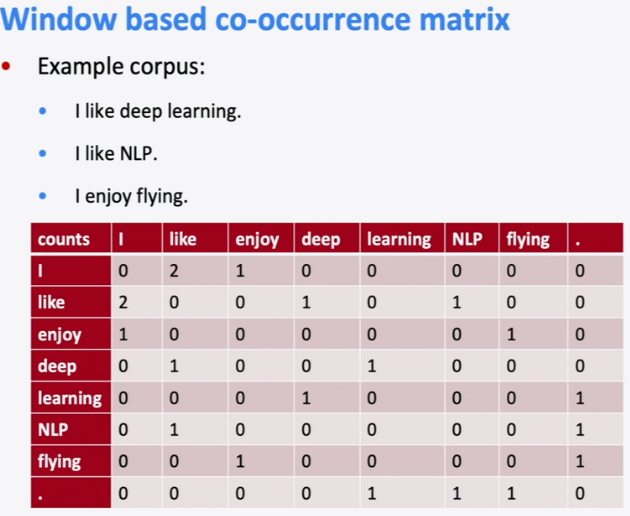 Window based co-occurrence matrix
• Example corpus:
• I like deep learning.
• I like NLP.
• I enjoy flying.
counts I like enjoy deep learning NLP flying .
I 0 2 1 0 0 0 0 0
like 2 0 0 1 0 1 0 0
enjoy 1 0 0 0 0 0 1 0
deep 0 1 0 0 1 0 0 0
learning 0 0 0 1 0 0 0 1
NLP 0 1 0 0 0 0 0 1
flying 0 0 1 0 0 0 0 1
. 0 0 0 0 1 1 1 0